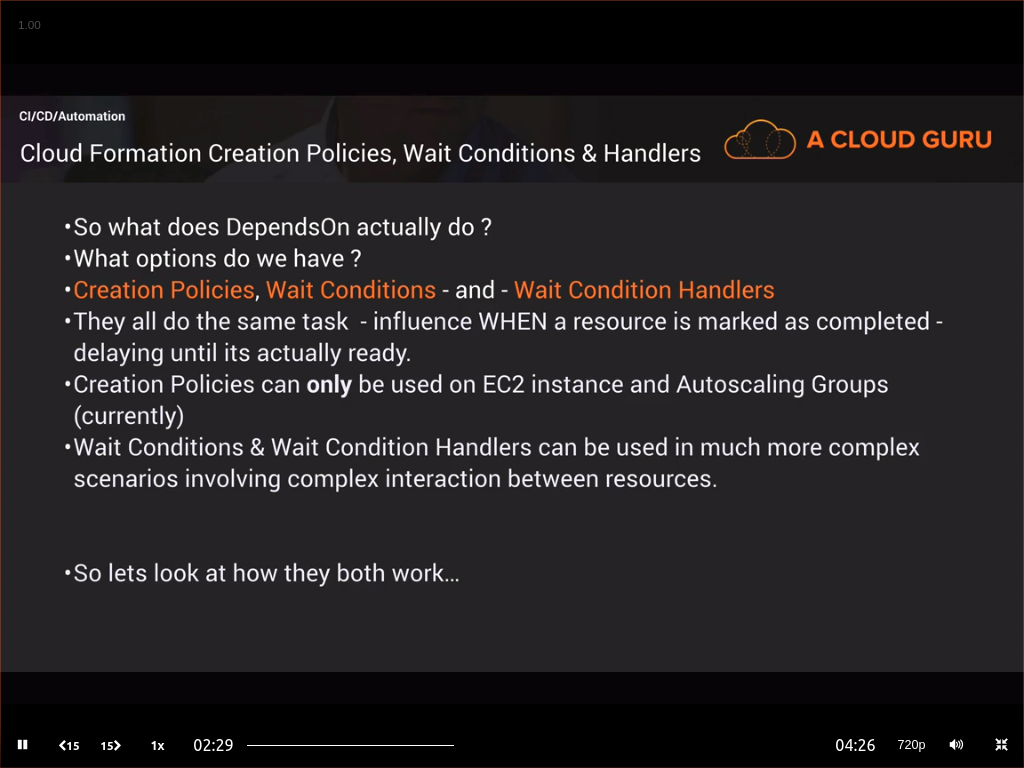 1.00
CI/CD/Automation
Cloud Formation Creation Policies, Wait Conditions & Handlers
A CLOUD GURU
•So what does DependsOn actually do ?
•What options do we have ?
•Creation Policies, Wait Conditions - and - Wait Condition Handlers
•They all do the same task  - influence WHEN a resource is marked as completed -
delaying until its actually ready.
•Creation Policies can only be used on EC2 instance and Autoscaling Groups
(currently)
•Wait Conditions & Wait Condition Handlers can be used in much more complex
scenarios involving complex interaction between resources.
•So lets look at how they both work…
15 15 1x 02:29 04:26 720p